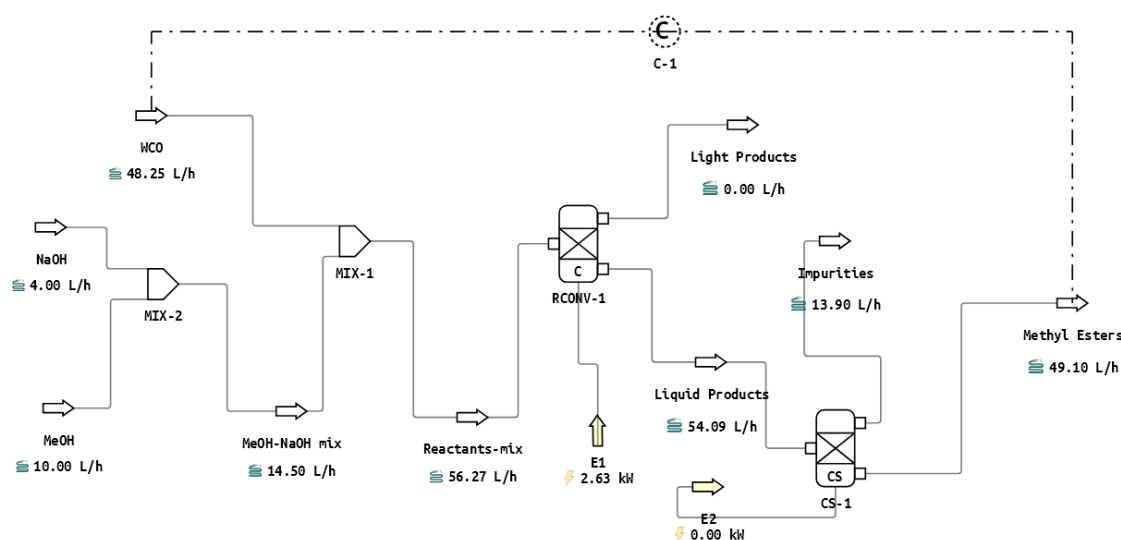 C
C-1
WCO
48.25 L/h
Light Products
0.00 L/h
NaOH
4.00 L/h
MIX-2
MIX-1
C
RCONV-1
Impurities
13.90 L/h
Methyl Esters
49.10 L/h
MeOH
10.00 L/h
MeOH-NaOH mix
14.50 L/h
Reactants-mix
56.27 L/h
E1
2.63 kW
Liquid Products
54.09 L/h
CS
CS-1
E2
0.00 kW